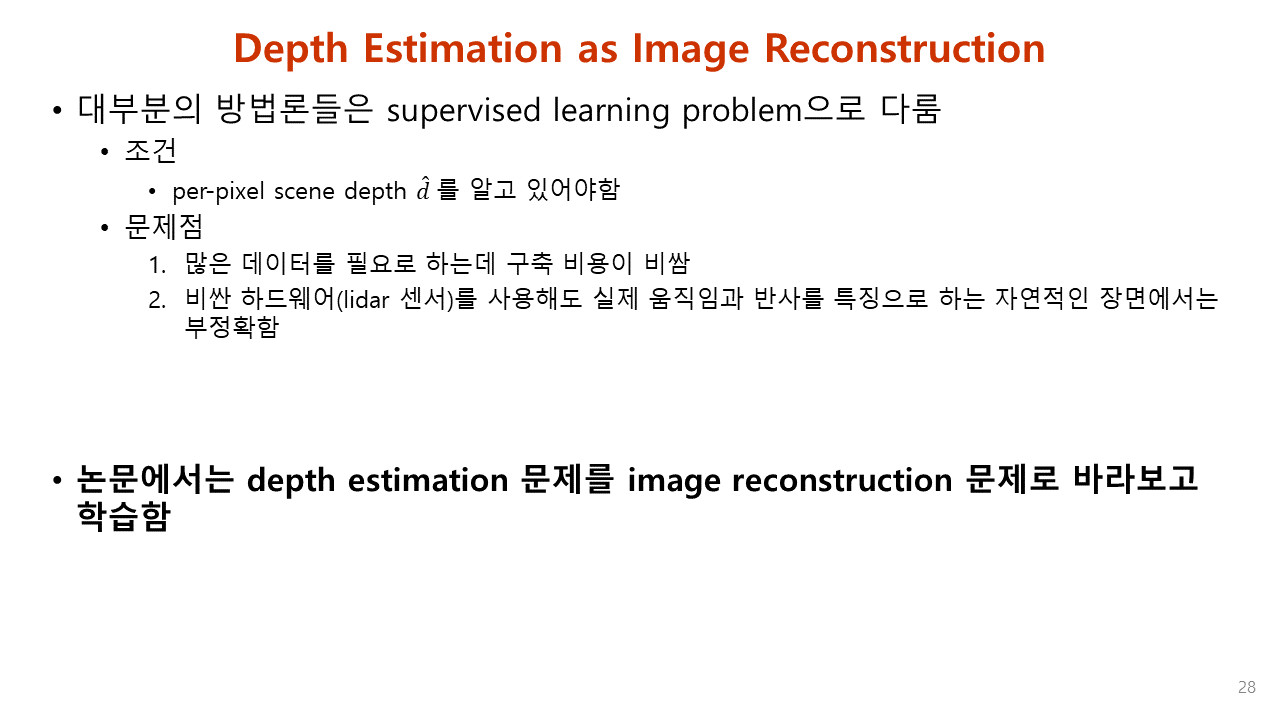 Depth Estimation as Image Reconstruction
• 대부분의 방법론들은 supervised learning problem으로 다룸
• 조건
• per-pixel scene depth d̂ 를 알고 있어야함
• 문제점
1. 많은 데이터를 필요로 하는데 구축 비용이 비쌈
2. 비싼 하드웨어(lidar 센서)를 사용해도 실제 움직임과 반사를 특징으로 하는 자연적인 장면에서는
부정확함
• 논문에서는 depth estimation 문제를 image reconstruction 문제로 바라보고
학습함
28